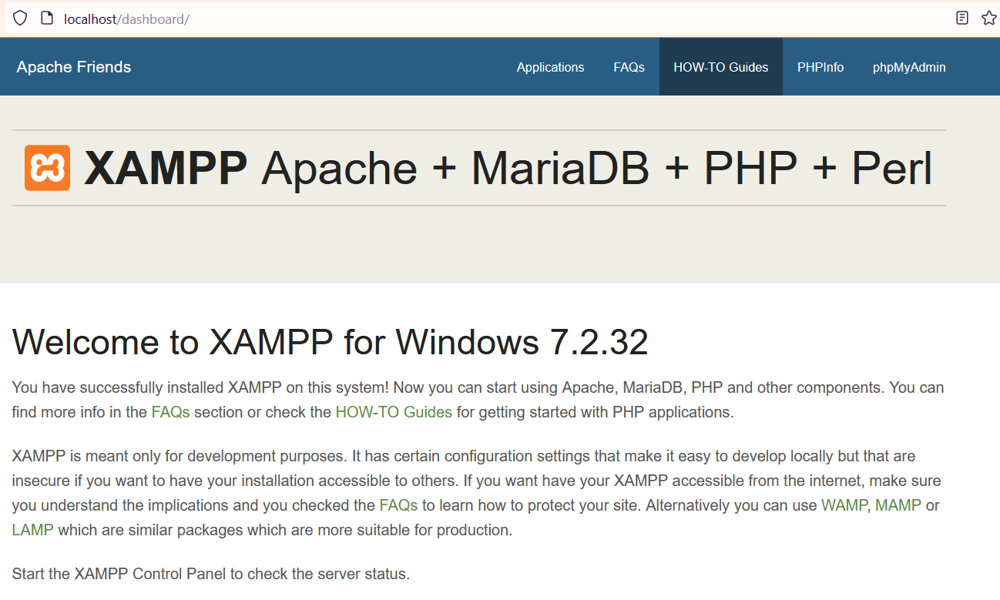 localhost/dashboard/
Apache Friends
Applications
FAQs
HOW-TO Guides
PHPInfo
phpMyAdmin
XAMPP Apache + MariaDB + PHP + Perl
Welcome to XAMPP for Windows 7.2.32
You have successfully installed XAMPP on this system! Now you can start using Apache, MariaDB, PHP and other components. You can
find more info in the FAQs section or check the HOW-TO Guides for getting started with PHP applications.
XAMPP is meant only for development purposes. It has certain configuration settings that make it easy to develop locally but that are
insecure if you want to have your installation accessible to others. If you want have your XAMPP accessible from the internet, make sure
you understand the implications and you checked the FAQs to learn how to protect your site. Alternatively you can use WAMP, MAMP or
LAMP which are similar packages which are more suitable for production.
Start the XAMPP Control Panel to check the server status.